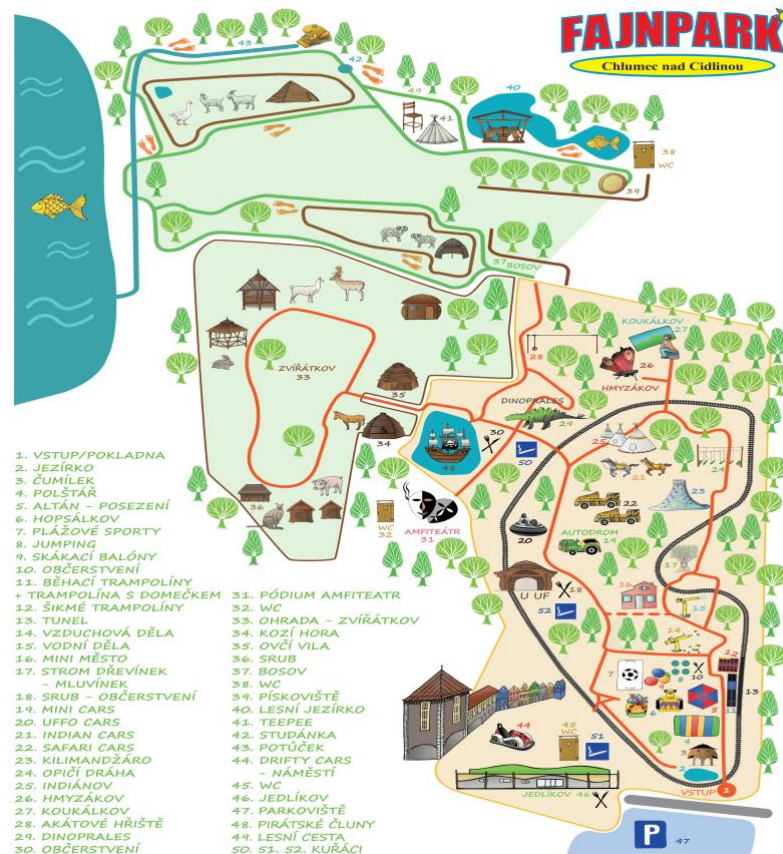 FAJNPARK
Chlumec nad Cidlinou
43
42
49
41
40
38
WC
39
37 BOSOV
KOUKÁLKOV
27
28
26
HMYZÁKOV
ZVÍŘÁTKOV
33
35
34
DINOPRALES
29
30
48
50
25
24
21
22
23
36
WC
32
AMFITEÁTR
31
20
AUTODROM
19
17
U UF
18
16
15
52
14
7
8
10
12
13
11
6
5
4
3
2
44
45
WC
51
JEDLÍKOV 46
VSTUP 1
P
47
1. VSTUP/POKLADNA
2. JEZÍRKO
3. ČUMÍLEK
4. POLŠTÁŘ
5. ALTÁN - POSEZENÍ
6. HOPSÁLKOV
7. PLÁŽOVÉ SPORTY
8. JUMPING
9. SKÁKACÍ BALÓNY
10. OBČERSTVENÍ
11. BĚHACÍ TRAMPOLÍNY
+ TRAMPOLÍNA S DOMEČKEM
12. ŠIKMÉ TRAMPOLÍNY
13. TUNEL
14. VZDUCHOVÁ DĚLA
15. VODNÍ DĚLA
16. MINI MĚSTO
17. STROM DŘEVÍNEK
- MLUVÍNEK
18. SRUB - OBČERSTVENÍ
19. MINI CARS
20. UFFO CARS
21. INDIAN CARS
22. SAFARI CARS
23. KILIMANDŽÁRO
24. OPIČÍ DRÁHA
25. INDIÁNOV
26. HMYZÁKOV
27. KOUKÁLKOV
28. AKÁTOVÉ HŘIŠTĚ
29. DINOPRALES
30. OBČERSTVENÍ
31. PÓDIUM AMFITEATR
32. WC
33. OHRADA - ZVÍŘÁTKOV
34. KOZÍ HORA
35. OVČÍ VILA
36. SRUB
37. BOSOV
38. WC
39. PÍSKOVIŠTĚ
40. LESNÍ JEZÍRKO
41. TEEPEE
42. STUDÁNKA
43. POTŮČEK
44. DRIFTY CARS
- NÁMĚSTÍ
45. WC
46. JEDLÍKOV
47. PARKOVIŠTĚ
48. PIRÁTSKÉ ČLUNY
49. LESNÍ CESTA
50. 51. 52. KUŘÁCI